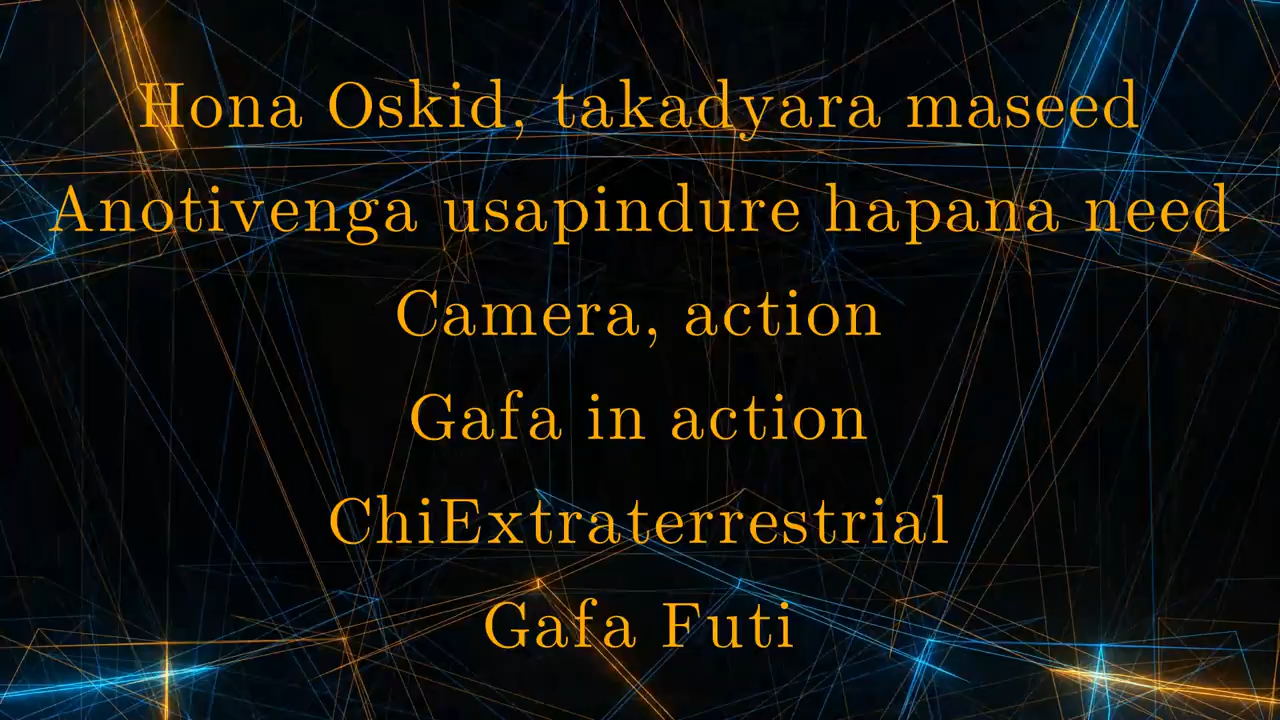 Hona Oskid, takadyara maseed
Anotivenga usapindure hapana need
Camera, action
Gafa in action
ChiExtraterrestrial
Gafa Futi